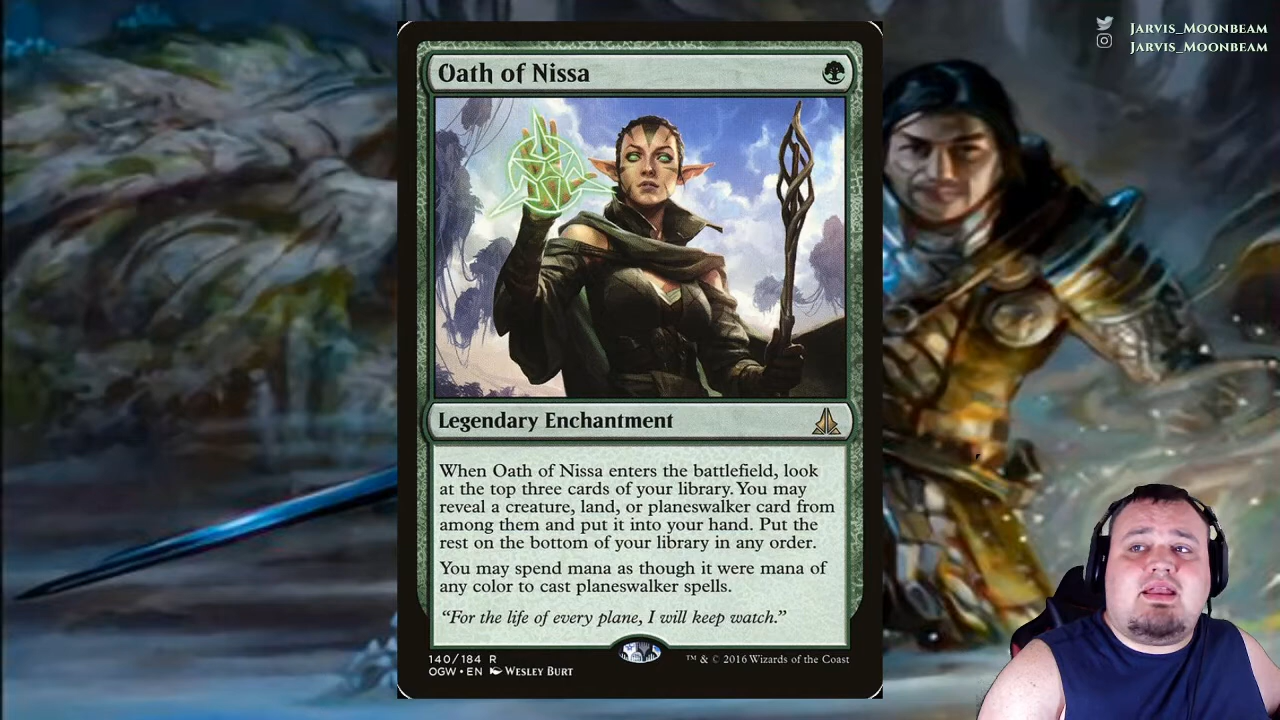 Jarvis_Moonbeam
Jarvis_Moonbeam
Oath of Nissa
Legendary Enchantment
When Oath of Nissa enters the battlefield, look
at the top three cards of your library. You may
reveal a creature, land, or planeswalker card from
among them and put it into your hand. Put the
rest on the bottom of your library in any order.
You may spend mana as though it were mana of
any color to cast planeswalker spells.
“For the life of every plane, I will keep watch.”
140/184 R
OGW • EN Wesley Burt
™ & © 2016 Wizards of the Coast